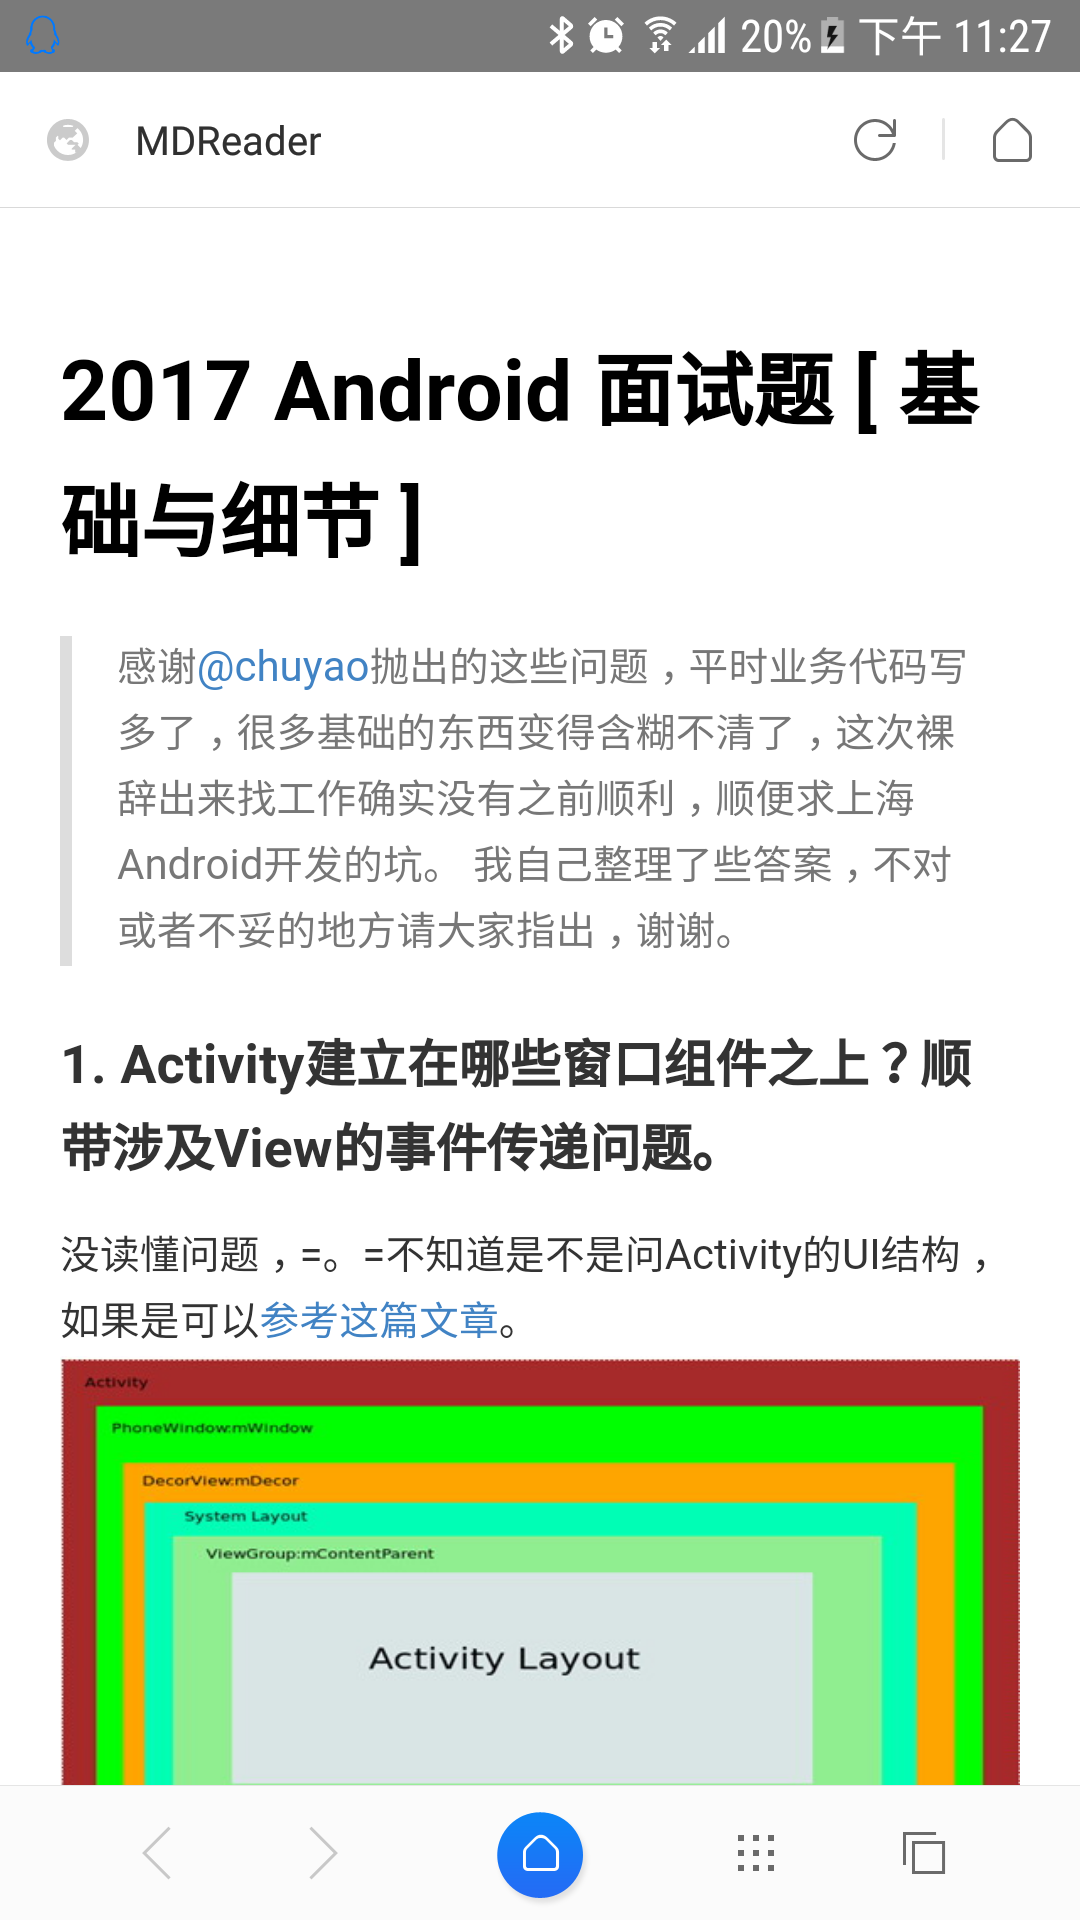 20% 下午 11:27
MDReader
2017 Android 面试题 [ 基
础与细节 ]
感谢@chuyao抛出的这些问题，平时业务代码写
多了，很多基础的东西变得含糊不清了，这次裸
辞出来找工作确实没有之前顺利，顺便求上海
Android开发的坑。 我自己整理了些答案，不对
或者不妥的地方请大家指出，谢谢。
1. Activity建立在哪些窗口组件之上？顺
带涉及View的事件传递问题。
没读懂问题，=。=不知道是不是问Activity的UI结构，
如果是可以参考这篇文章。
Activity
PhoneWindow:mWindow
DecorView:mDecor
System Layout
ViewGroup:mContentParent
Activity Layout